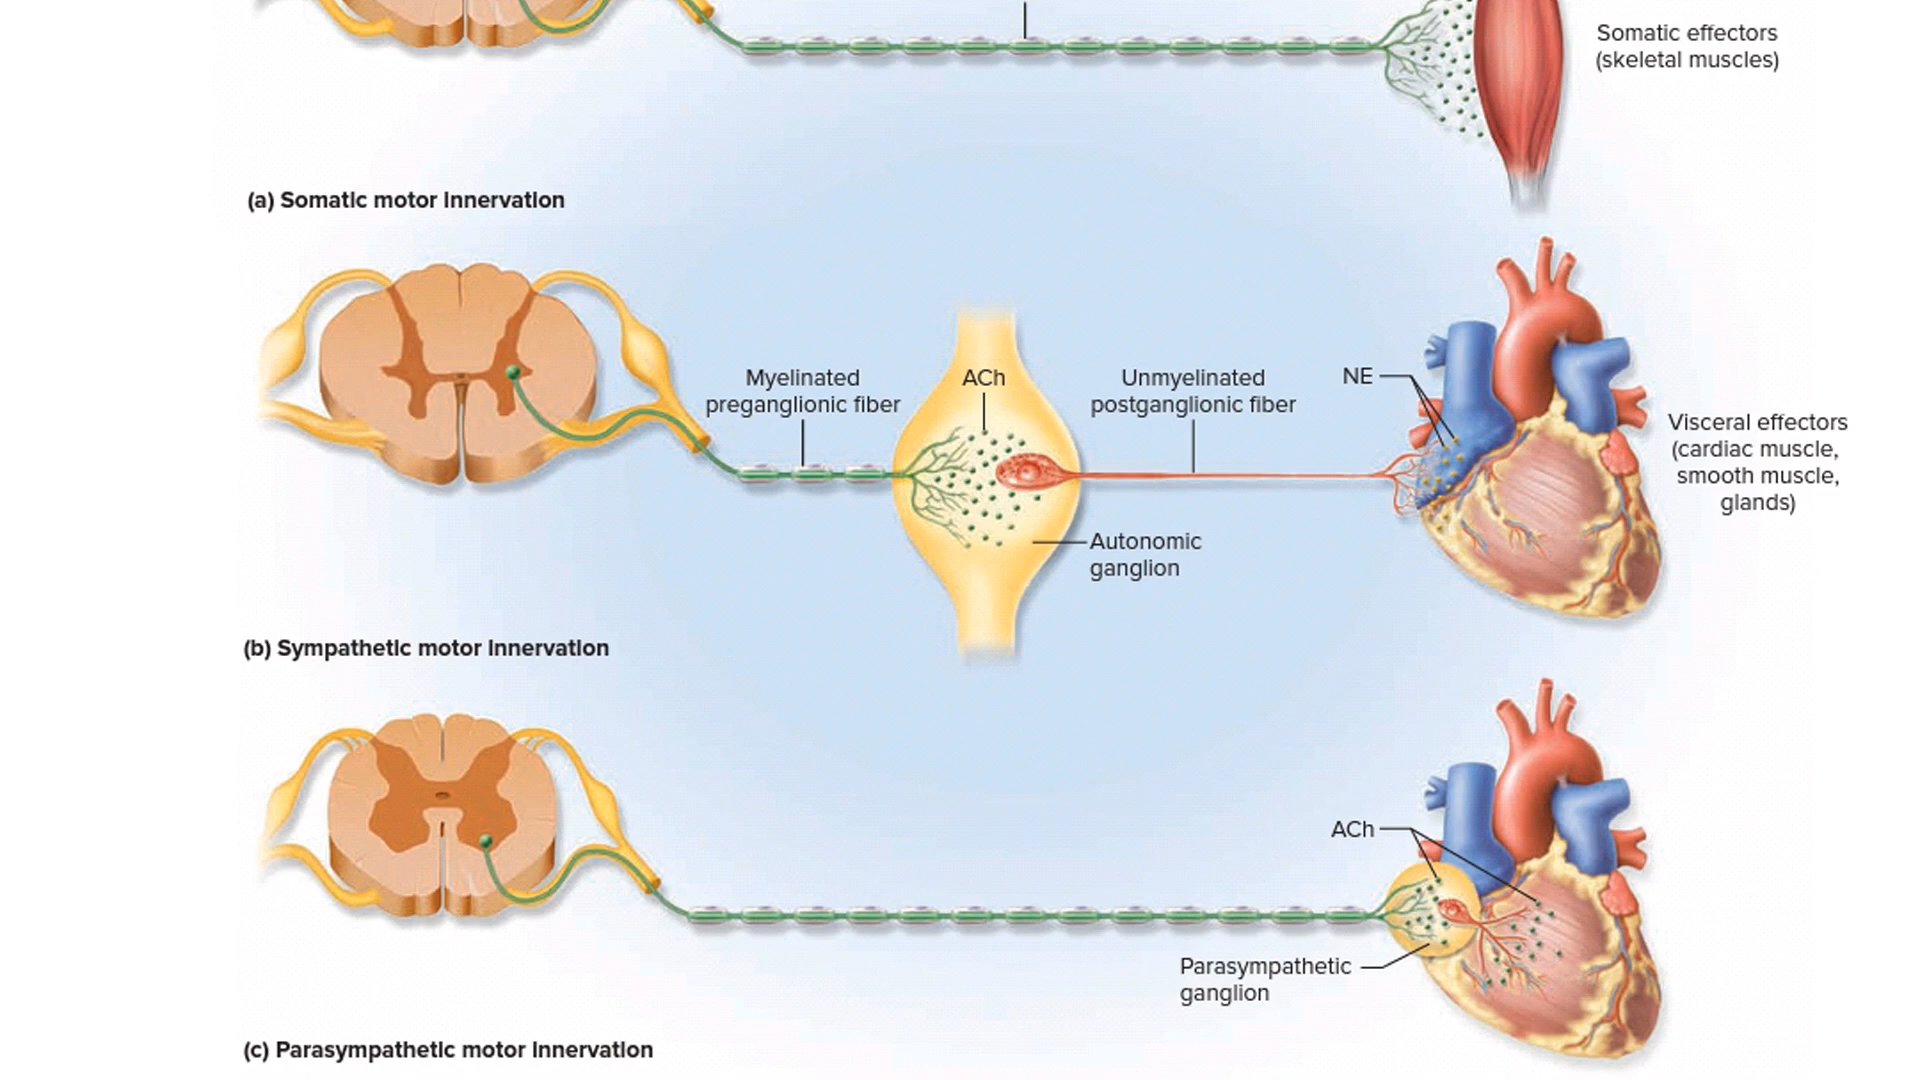 Somatic effectors
(skeletal muscles)
(a) Somatic motor innervation
Myelinated
preganglionic fiber
ACh
Unmyelinated
postganglionic fiber
NE
Visceral effectors
(cardiac muscle,
smooth muscle,
glands)
Autonomic
ganglion
(b) Sympathetic motor innervation
ACh
Parasympathetic
ganglion
(c) Parasympathetic motor innervation